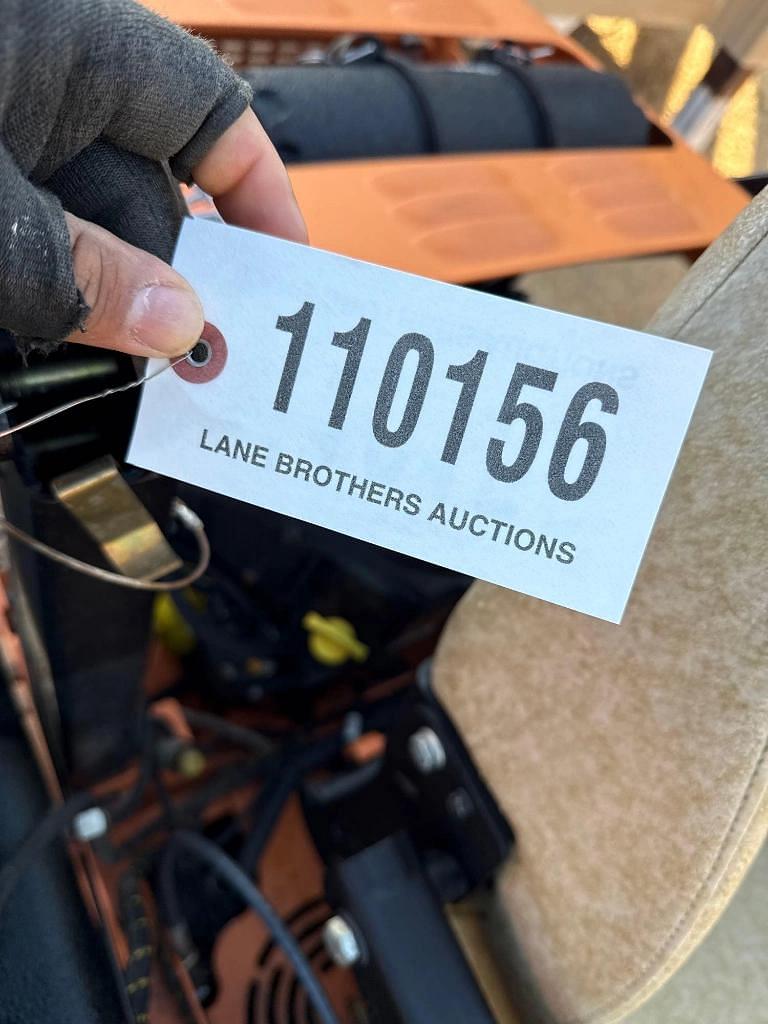 110156
LANE BROTHERS AUCTIONS